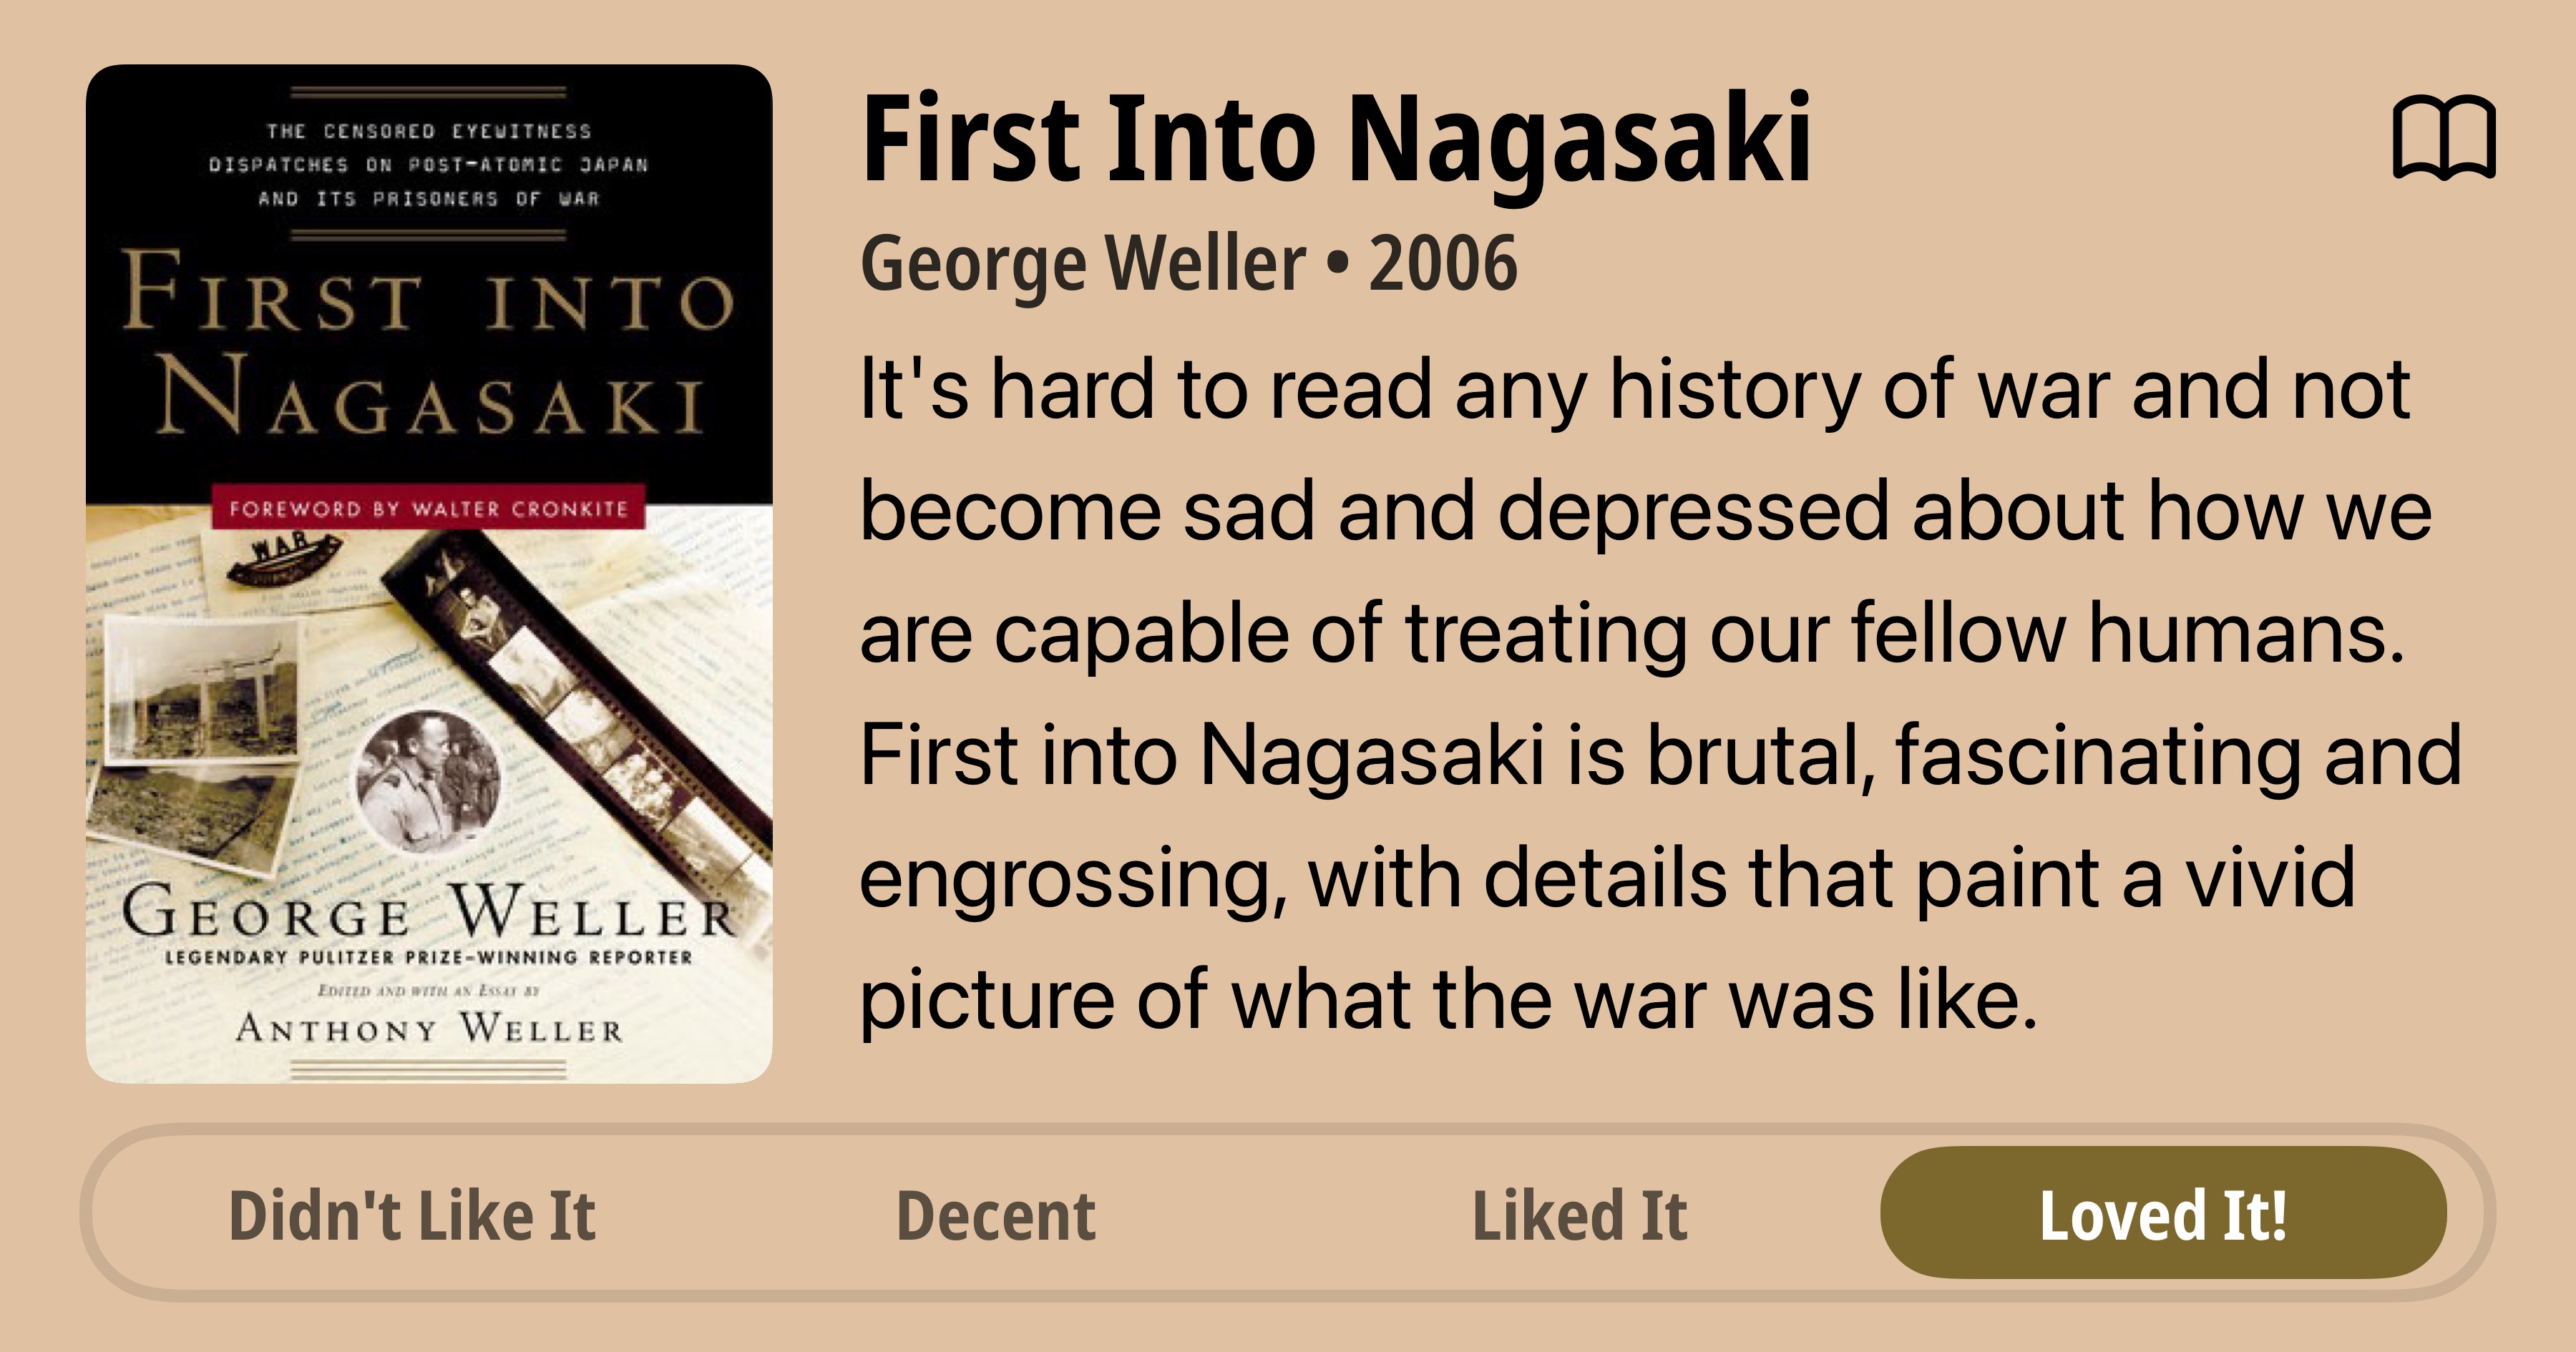 THE CENSORED EYEWITNESS
DISPATCHES ON POST-ATOMIC JAPAN
AND ITS PRISONERS OF WAR
FIRST INTO
NAGASAKI
FOREWORD BY WALTER CRONKITE
WAR
GEORGE WELLER
LEGENDARY PULITZER PRIZE-WINNING REPORTER
EDITED AND WITH AN ESSAY BY
ANTHONY WELLER
First Into Nagasaki
George Weller • 2006
It's hard to read any history of war and not
become sad and depressed about how we
are capable of treating our fellow humans.
First into Nagasaki is brutal, fascinating and
engrossing, with details that paint a vivid
picture of what the war was like.
Didn't Like It
Decent
Liked It
Loved It!